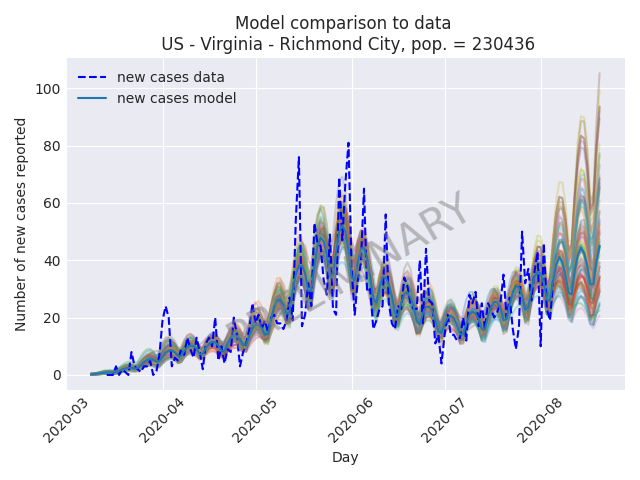 Model comparison to data
US - Virginia - Richmond City, pop. = 230436
new cases data
new cases model
Number of new cases reported
100
80
60
40
20
0
PRELIMINARY
2020-03
2020-04
2020-05
2020-06
2020-07
2020-08
Day